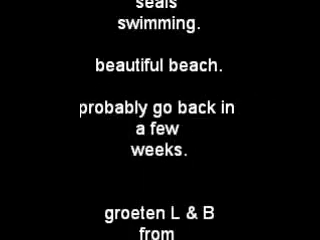 seals
swimming.
beautiful beach.
probably go back in
a few
weeks.
groeten L & B
from